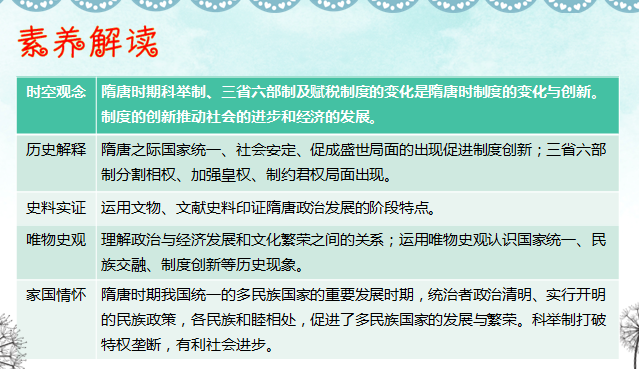 素养解读
时空观念
隋唐时期科举制、三省六部制及赋税制度的变化是隋唐时制度的变化与创新。
制度的创新推动社会的进步和经济的发展。
历史解释
隋唐之际国家统一、社会安定、促成盛世局面的出现促进制度创新；三省六部
制分割相权、加强皇权、制约君权局面出现。
史料实证
运用文物、文献史料印证隋唐政治发展的阶段特点。
唯物史观
理解政治与经济发展和文化繁荣之间的关系；运用唯物史观认识国家统一、民
族交融、制度创新等历史现象。
家国情怀
隋唐时期我国统一的多民族国家的重要发展时期，统治者政治清明、实行开明
的民族政策，各民族和睦相处，促进了多民族国家的发展与繁荣。科举制打破
特权垄断，有利社会进步。